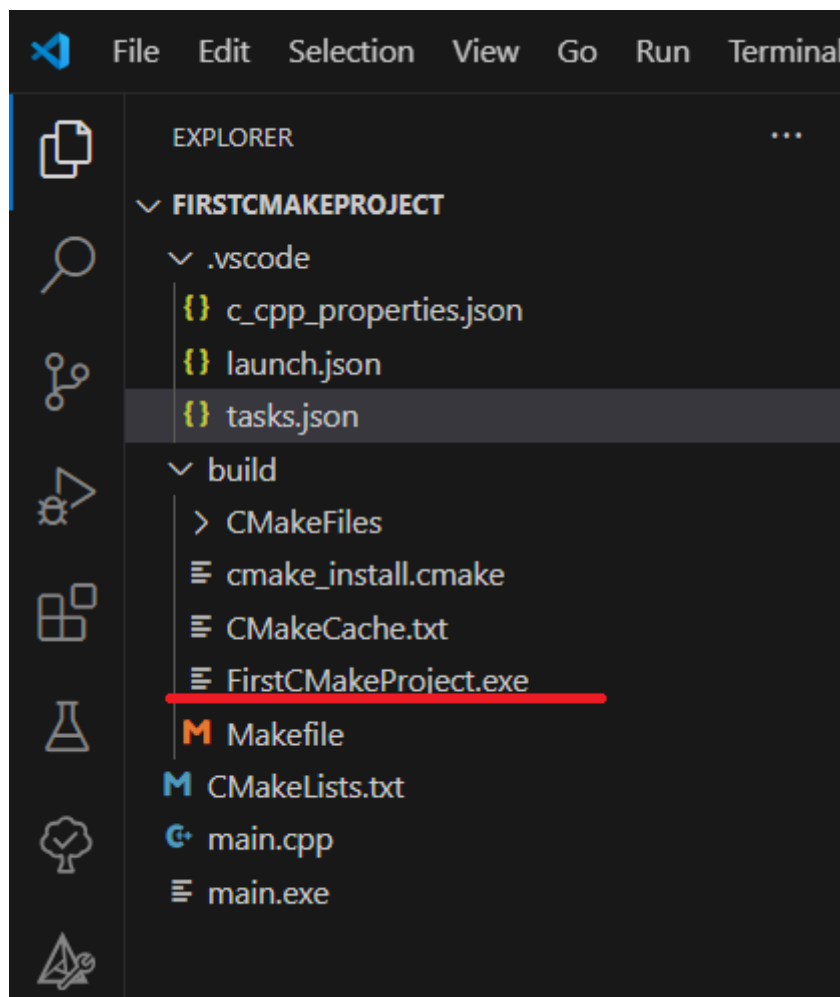 File Edit Selection View Go Run Terminal
EXPLORER ...
FIRSTCMAKEPROJECT
.vscode
{} c_cpp_properties.json
{} launch.json
{} tasks.json
build
CMakeFiles
cmake_install.cmake
CMakeCache.txt
FirstCMakeProject.exe
M Makefile
M CMakeLists.txt
main.cpp
main.exe